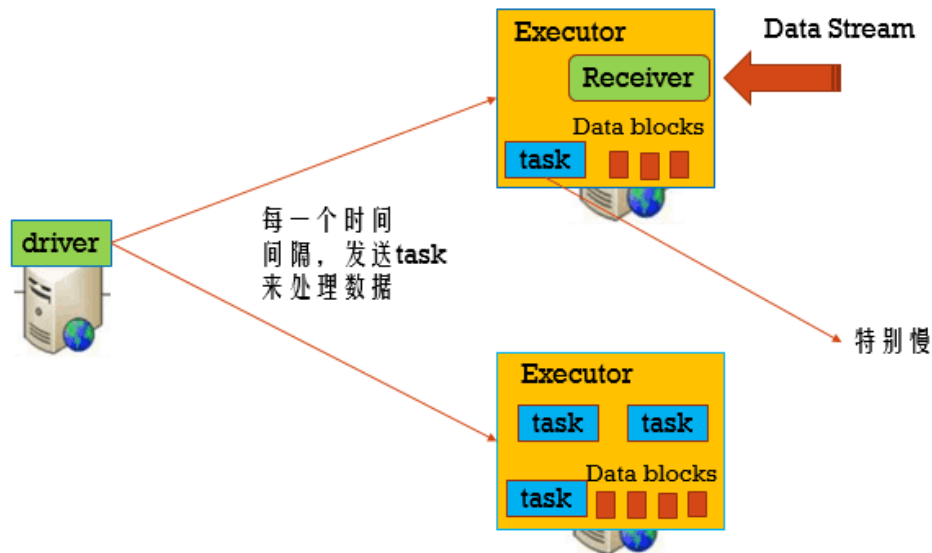 Executor
Data Stream
Receiver
Data blocks
task
driver
每一个时间
间隔，发送task
来处理数据
特别慢
Executor
task
task
Data blocks
task